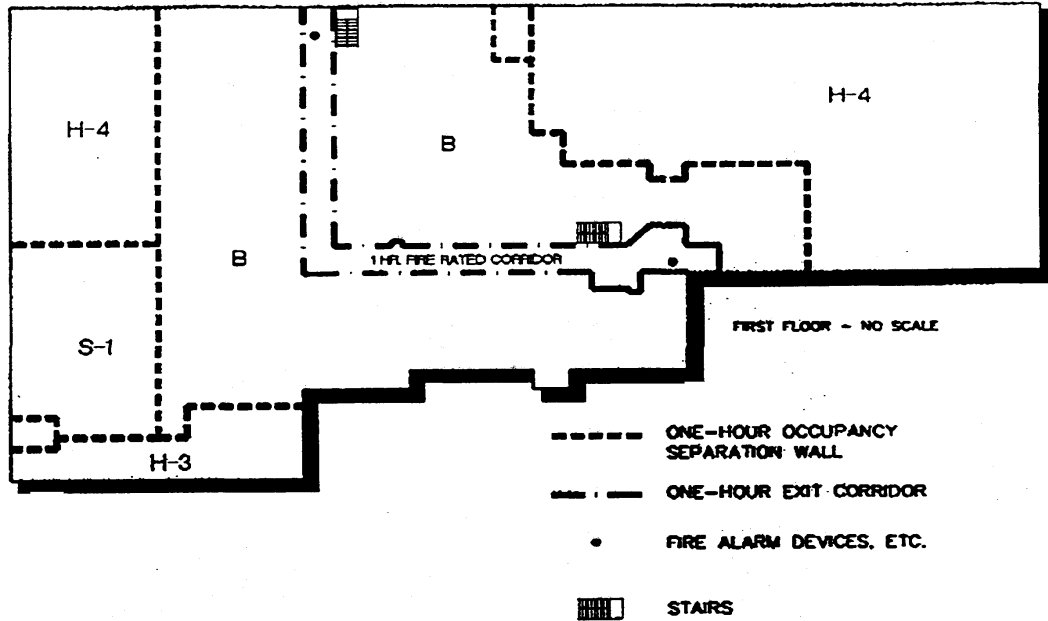 H-4
H-4
B
B
1 HR. FIRE RATED CORRIDOR
FIRST FLOOR - NO SCALE
S-1
H-3
ONE-HOUR OCCUPANCY
SEPARATION WALL
ONE-HOUR EXIT CORRIDOR
FIRE ALARM DEVICES, ETC.
STAIRS